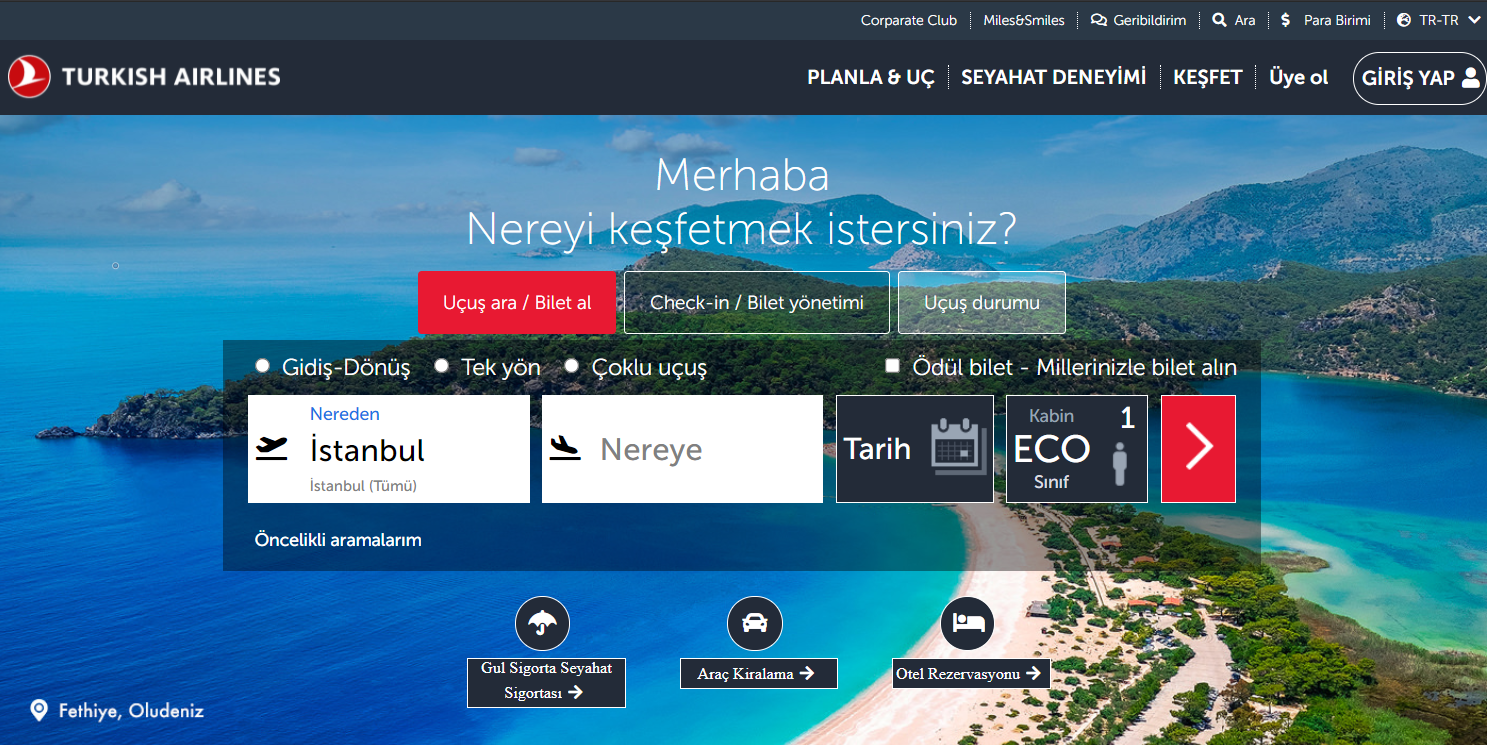 Corparate Club
Miles&Smiles
Geribildirim
Ara
$ Para Birimi
TR-TR
TURKISH AIRLINES
PLANLA & UÇ
SEYAHAT DENEYİMİ
KEŞFET
Üye ol
GİRİŞ YAP
Merhaba
Nereyi keşfetmek istersiniz?
Uçuş ara / Bilet al
Check-in / Bilet yönetimi
Uçuş durumu
Gidiş-Dönüş
Tek yön
Çoklu uçuş
Ödül bilet - Millerinizle bilet alın
Nereden
İstanbul
İstanbul (Tümü)
Nereye
Tarih
Kabin
1
ECO
Sınıf
Öncelikli aramalarım
Gul Sigorta Seyahat
Sigortası
Araç Kiralama
Otel Rezervasyonu
Fethiye, Oludeniz